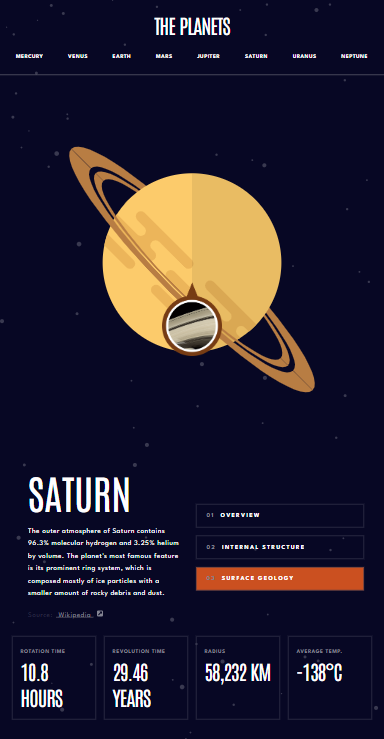 THE PLANETS
MERCURY VENUS EARTH MARS JUPITER SATURN URANUS NEPTUNE
SATURN
The outer atmosphere of Saturn contains
96.3% molecular hydrogen and 3.25% helium
by volume. The planet's most famous feature
is its prominent ring system, which is
composed mostly of ice particles with a
smaller amount of rocky debris and dust.
Source: Wikipedia
01 OVERVIEW
02 INTERNAL STRUCTURE
03 SURFACE GEOLOGY
ROTATION TIME
10.8
HOURS
REVOLUTION TIME
29.46
YEARS
RADIUS
58,232 KM
AVERAGE TEMP.
-138°C